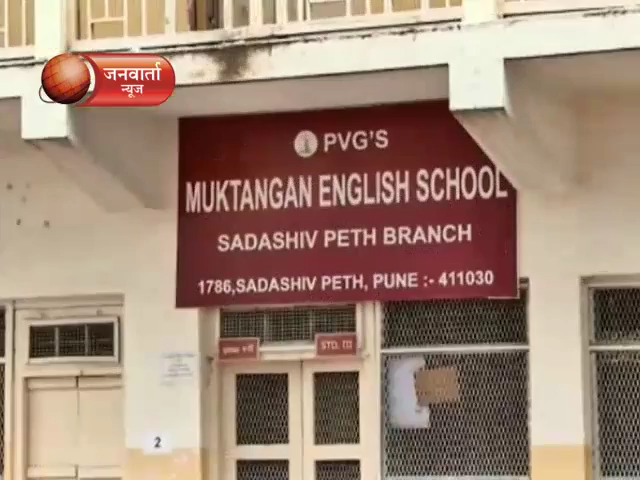 जनवार्ता
न्यूज
PVG'S
MUKTANGAN ENGLISH SCHOOL
SADASHIV PETH BRANCH
1786,SADASHIV PETH, PUNE :- 411030
STD. III
2